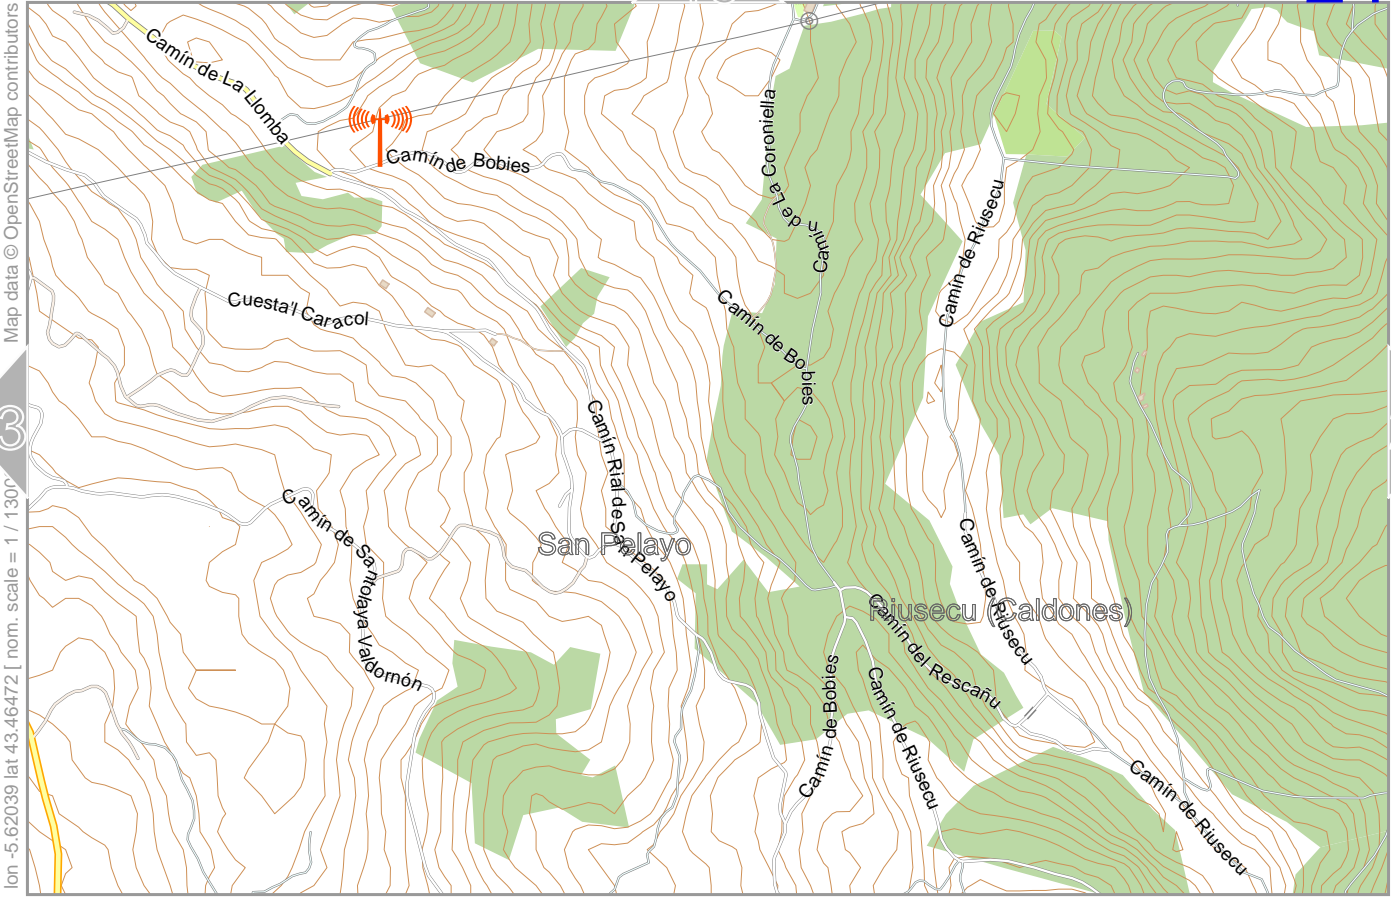 Map data © OpenStreetMap contributors
lon -5.62039 lat 43.46472 [ nom. scale = 1 / 1300
3
Camín de La Llomba
Camín de Bobies
Camín de La Coroniella
Camín de Riusecu
Cuesta'l Caracol
Camín de Bobies
Camín Rial de San Pelayo
Camín de Santolaya Valdornón
San Pelayo
Camín de Riusecu
Riusecu (Caldones)
Camín del Rescañu
Camín de Bobies
Camín de Riusecu
Camín de Riusecu